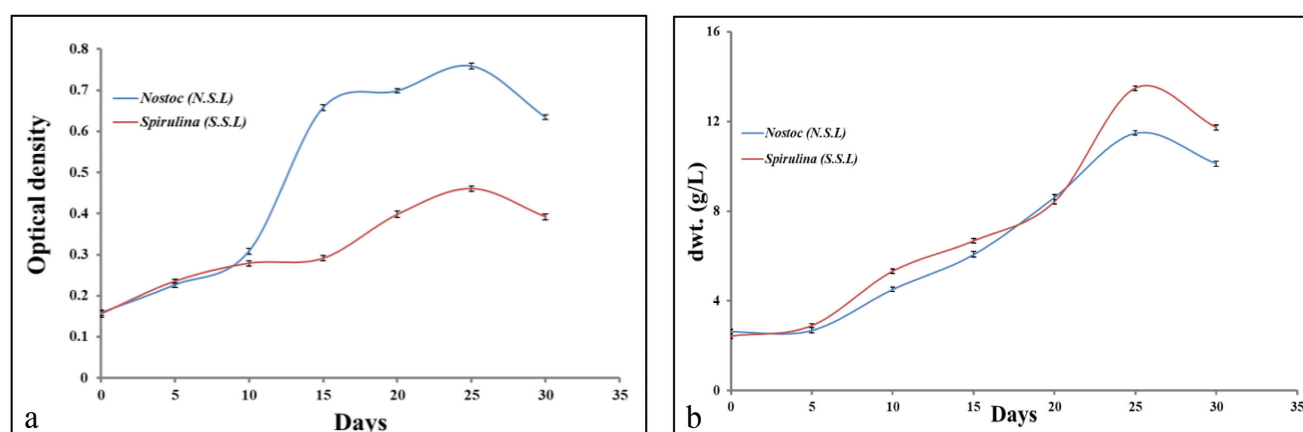 0.8
0.7
0.6
0.5
0.4
0.3
0.2
0.1
0
Optical density
Nostoc (N.S.L)
Spirulina (S.S.L)
0 5 10 15 20 25 30 35
Days
a
16
12
8
4
0
dwt. (g/L)
Nostoc (N.S.L)
Spirulina (S.S.L)
0 5 10 15 20 25 30 35
Days
b